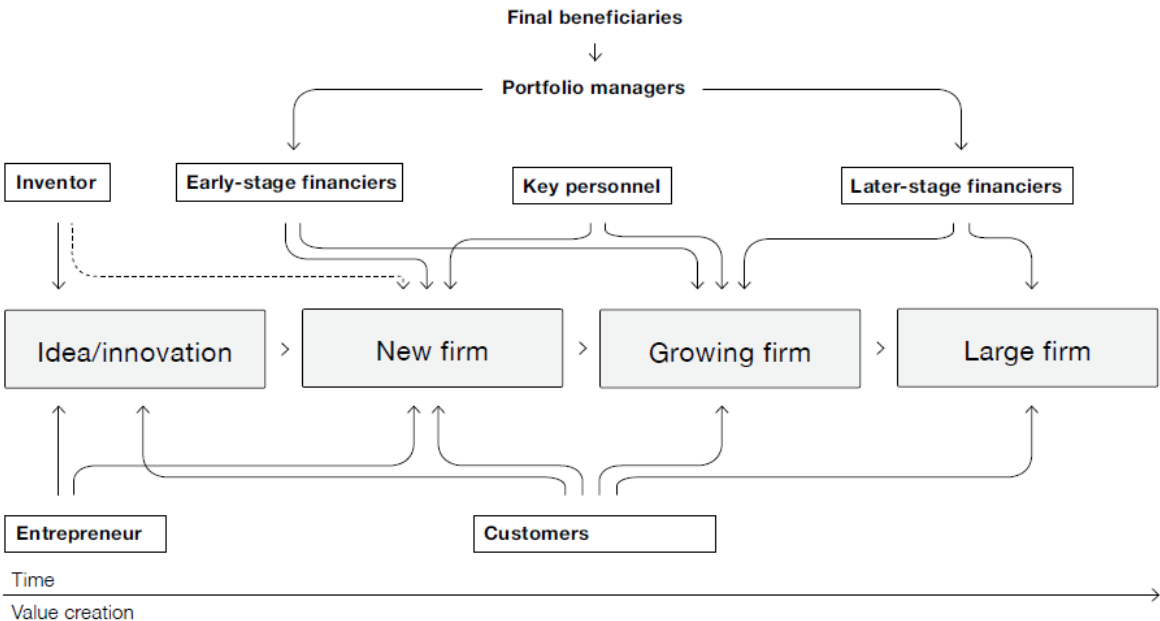 Final beneficiaries
Portfolio managers
Inventor
Early-stage financiers
Key personnel
Later-stage financiers
Idea/innovation
New firm
Growing firm
Large firm
Entrepreneur
Customers
Time
Value creation